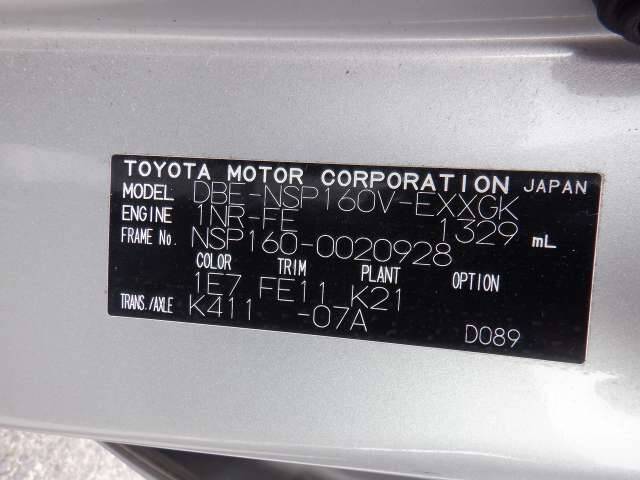 TOYOTA MOTOR CORPORATION JAPAN
MODEL DBE-NSP160V-EXXGK
ENGINE 1NR-FE 1329 mL
FRAME No. NSP160-0020928
COLOR TRIM PLANT OPTION
1E7 FE11 K21
TRANS./AXLE K411 -07A
D089